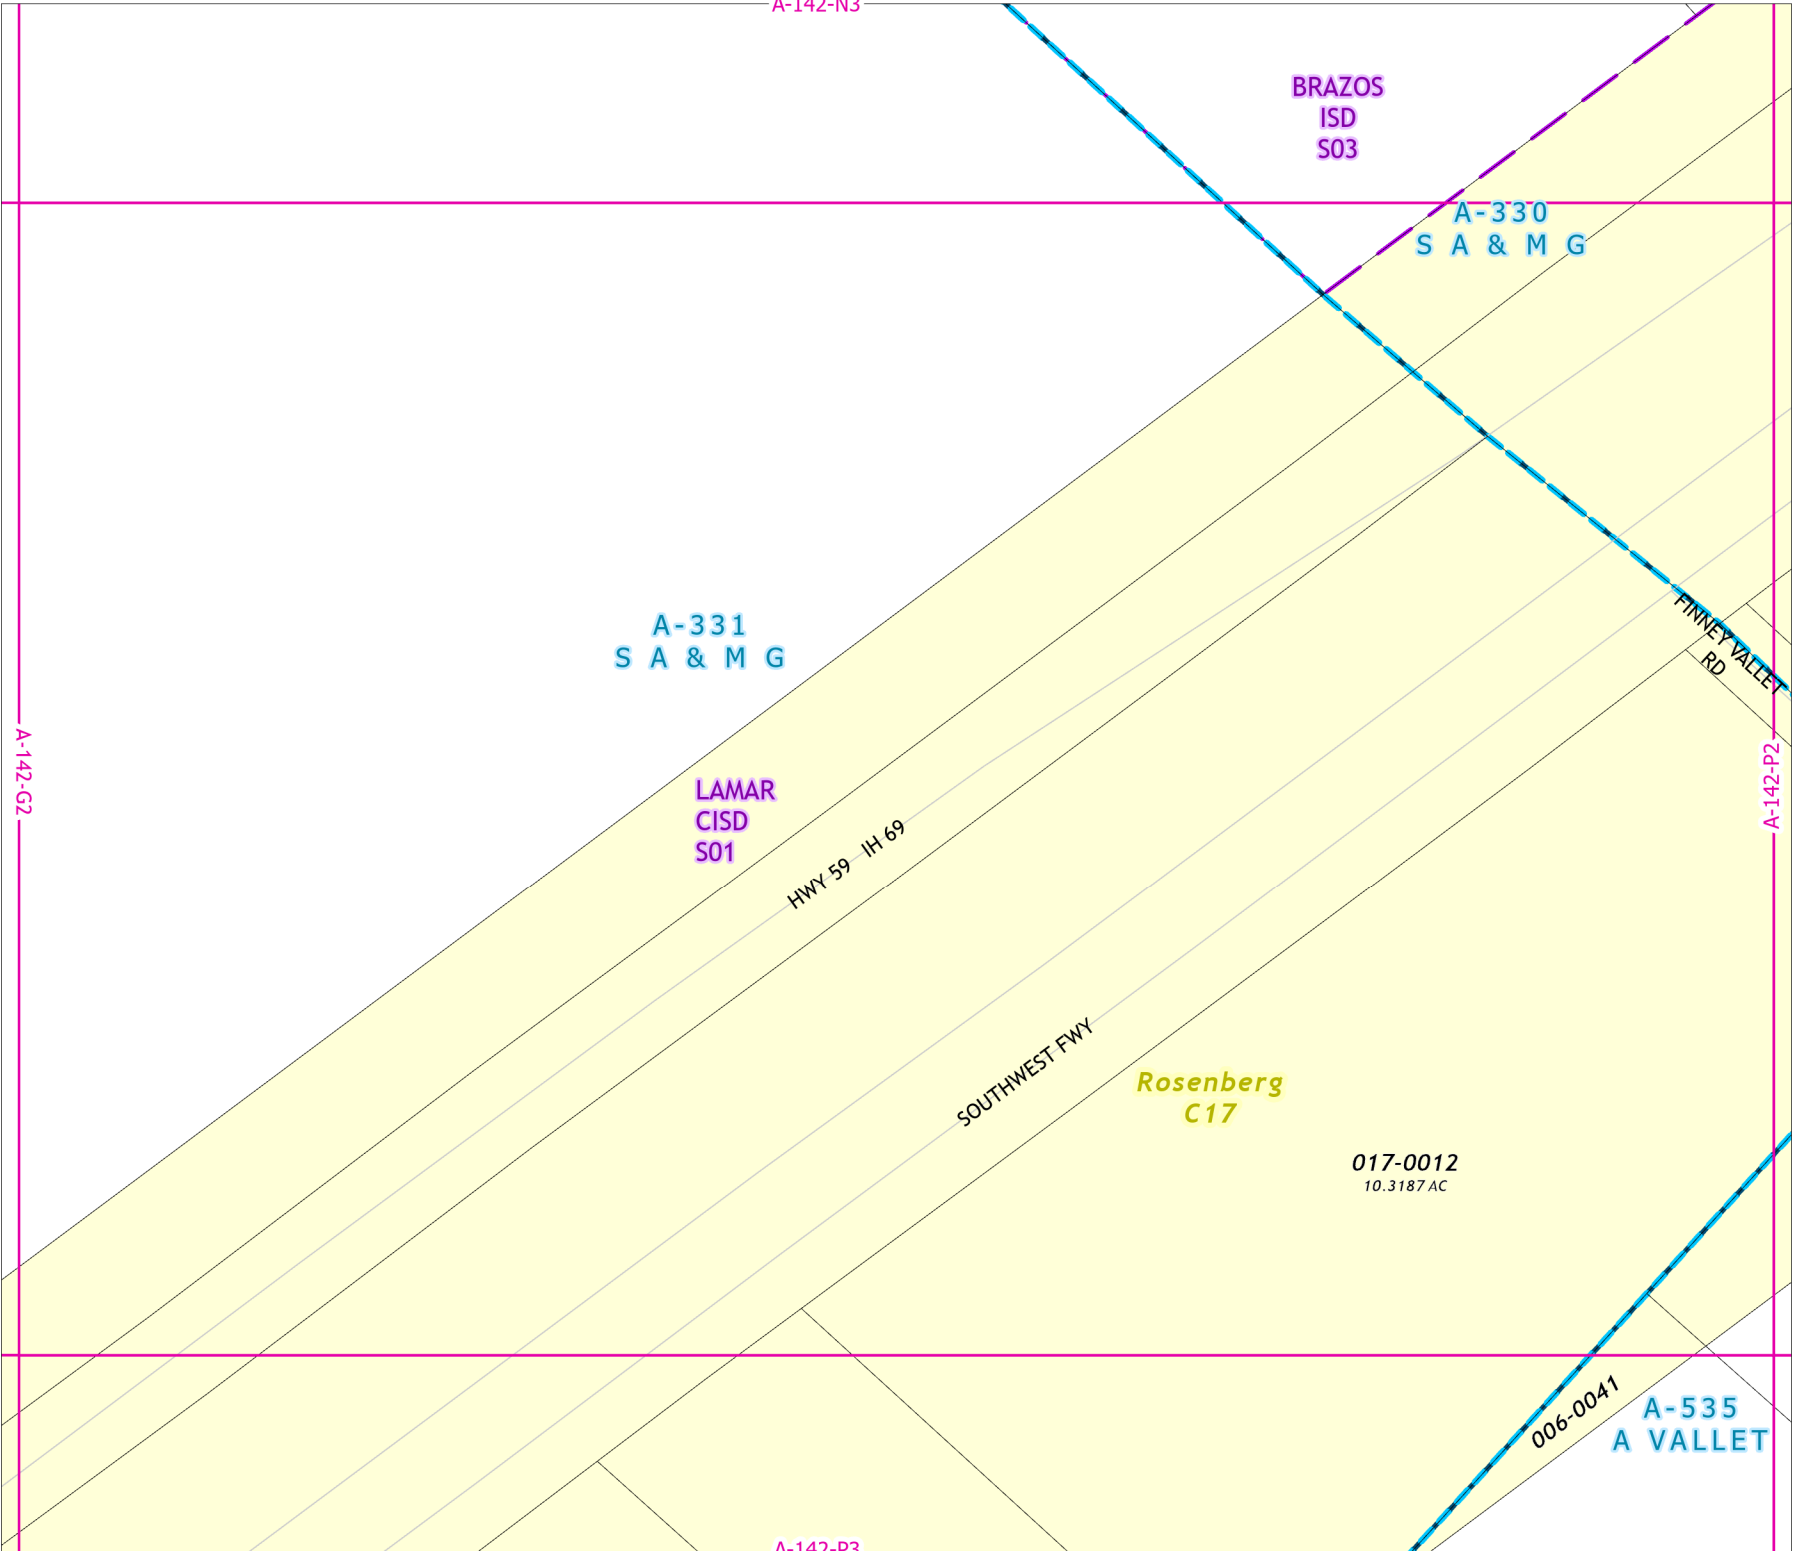 A-142-N3
BRAZOS
ISD
S03
A-330
S A & M G
A-331
S A & M G
FINNEY VALLET
RD
A-142-G2
A-142-P2
LAMAR
CISD
S01
HWY 59 IH 69
SOUTHWEST FWY
Rosenberg
C17
017-0012
10.3187 AC
006-0041
A-535
A VALLET
A-142-P3